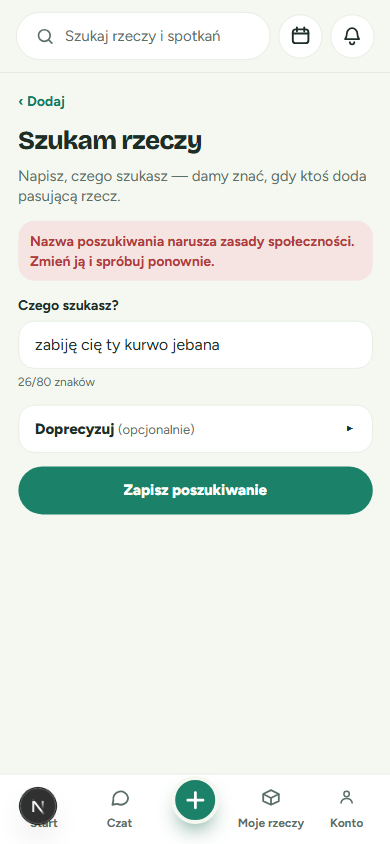 Szukaj rzeczy i spotkań
‹ Dodaj
Szukam rzeczy
Napisz, czego szukasz — damy znać, gdy ktoś doda
pasującą rzecz.
Nazwa poszukiwania narusza zasady społeczności.
Zmień ją i spróbuj ponownie.
Czego szukasz?
zabiję cię ty kurwo jebana
26/80 znaków
Doprecyzuj (opcjonalnie) ▸
Zapisz poszukiwanie
N
Start Czat Moje rzeczy Konto